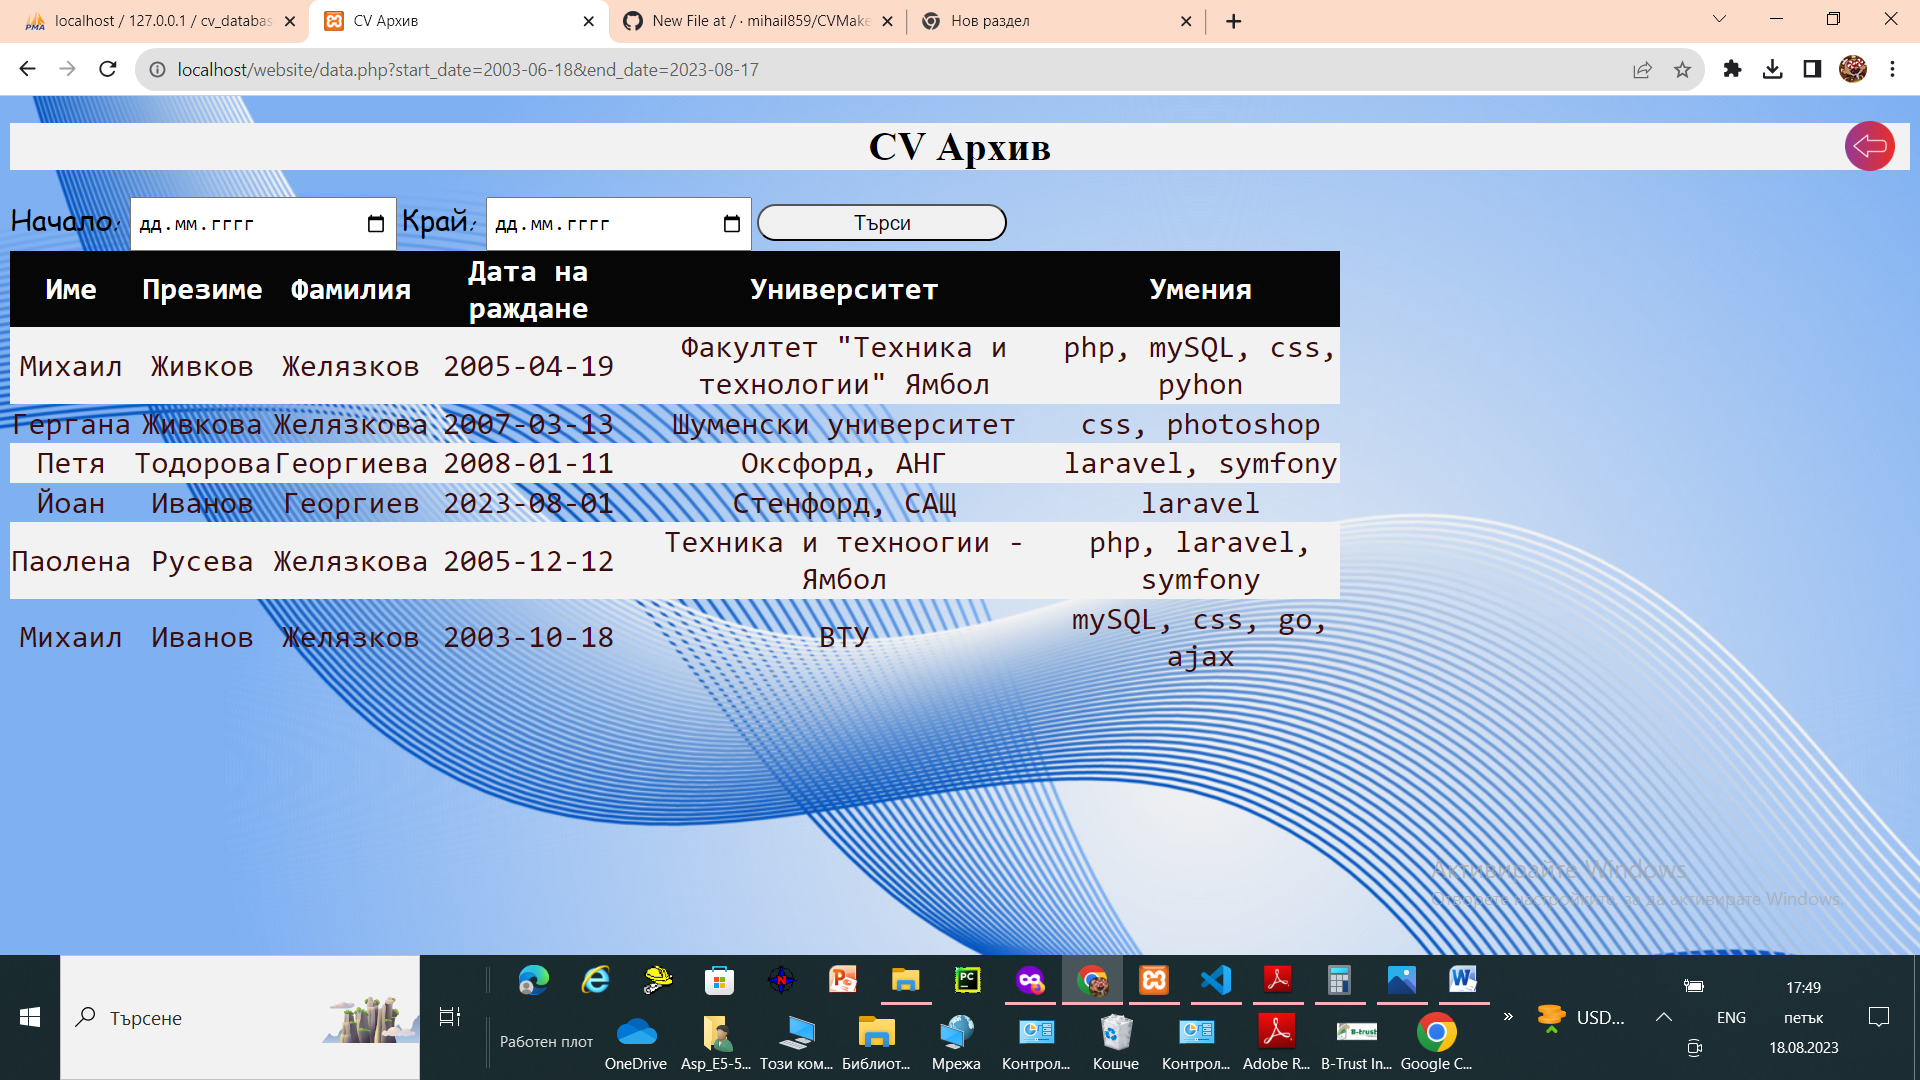 localhost / 127.0.0.1 / cv_databas
CV Архив
New File at / · mihail859/CVMake
Нов раздел
localhost/website/data.php?start_date=2003-06-18&end_date=2023-08-17
CV Архив
Начало: дд.мм.гггг Край: дд.мм.гггг Търси
Име Презиме Фамилия Дата на раждане Университет Умения
Михаил Живков Желязков 2005-04-19 Факултет "Техника и технологии" Ямбол php, mySQL, css, pyhon
Гергана Живкова Желязкова 2007-03-13 Шуменски университет css, photoshop
Петя Тодорова Георгиева 2008-01-11 Оксфорд, АНГ laravel, symfony
Йоан Иванов Георгиев 2023-08-01 Стенфорд, САЩ laravel
Паолена Русева Желязкова 2005-12-12 Техника и техноогии - Ямбол php, laravel, symfony
Михаил Иванов Желязков 2003-10-18 ВТУ mySQL, css, go, ajax
Активирайте Windows
Отворете настройките, за да активирате Windows.
PMA
PC
Търсене
Работен плот
OneDrive
Asp_E5-5...
Този ком...
Библиот...
Мрежа
Контрол...
Кошче
Контрол...
Adobe R...
B-Trust In...
Google C...
B-trust
USD...
ENG
17:49
петък
18.08.2023